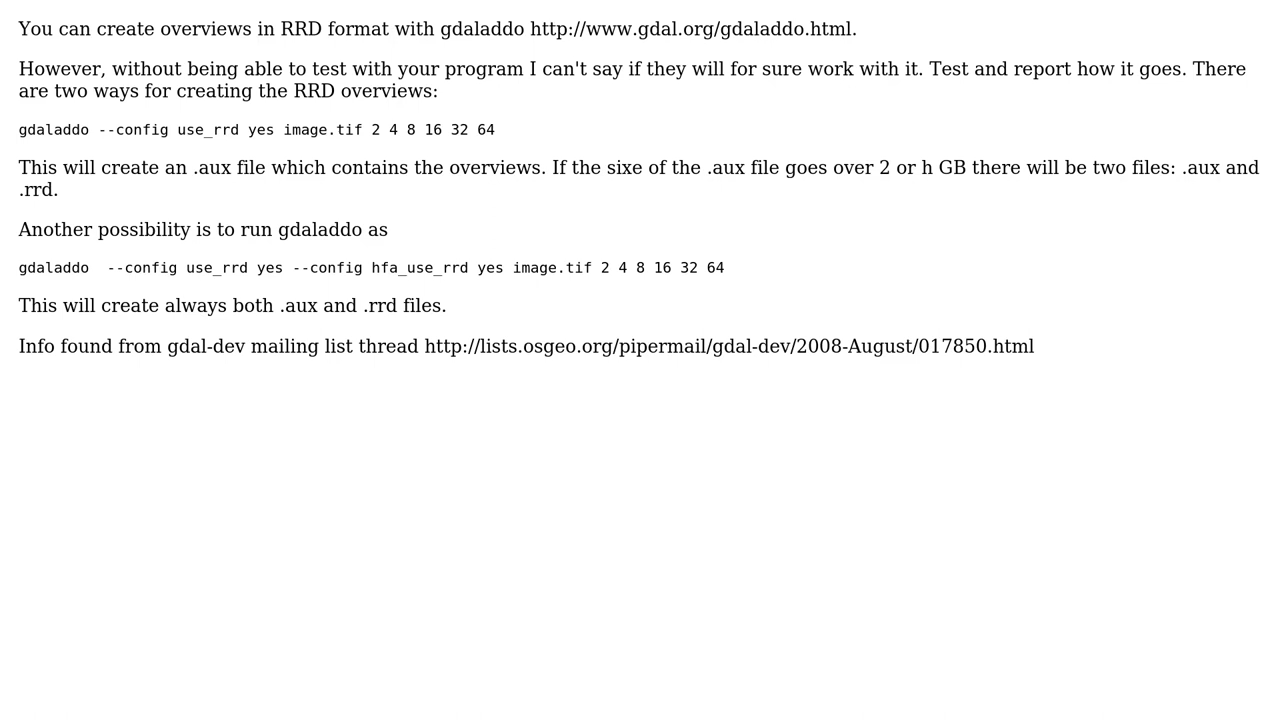 You can create overviews in RRD format with gdaladdo http://www.gdal.org/gdaladdo.html.
However, without being able to test with your program I can't say if they will for sure work with it. Test and report how it goes. There
are two ways for creating the RRD overviews:
gdaladdo --config use_rrd yes image.tif 2 4 8 16 32 64
This will create an .aux file which contains the overviews. If the sixe of the .aux file goes over 2 or h GB there will be two files: .aux and
.rrd.
Another possibility is to run gdaladdo as
gdaladdo  --config use_rrd yes --config hfa_use_rrd yes image.tif 2 4 8 16 32 64
This will create always both .aux and .rrd files.
Info found from gdal-dev mailing list thread http://lists.osgeo.org/pipermail/gdal-dev/2008-August/017850.html